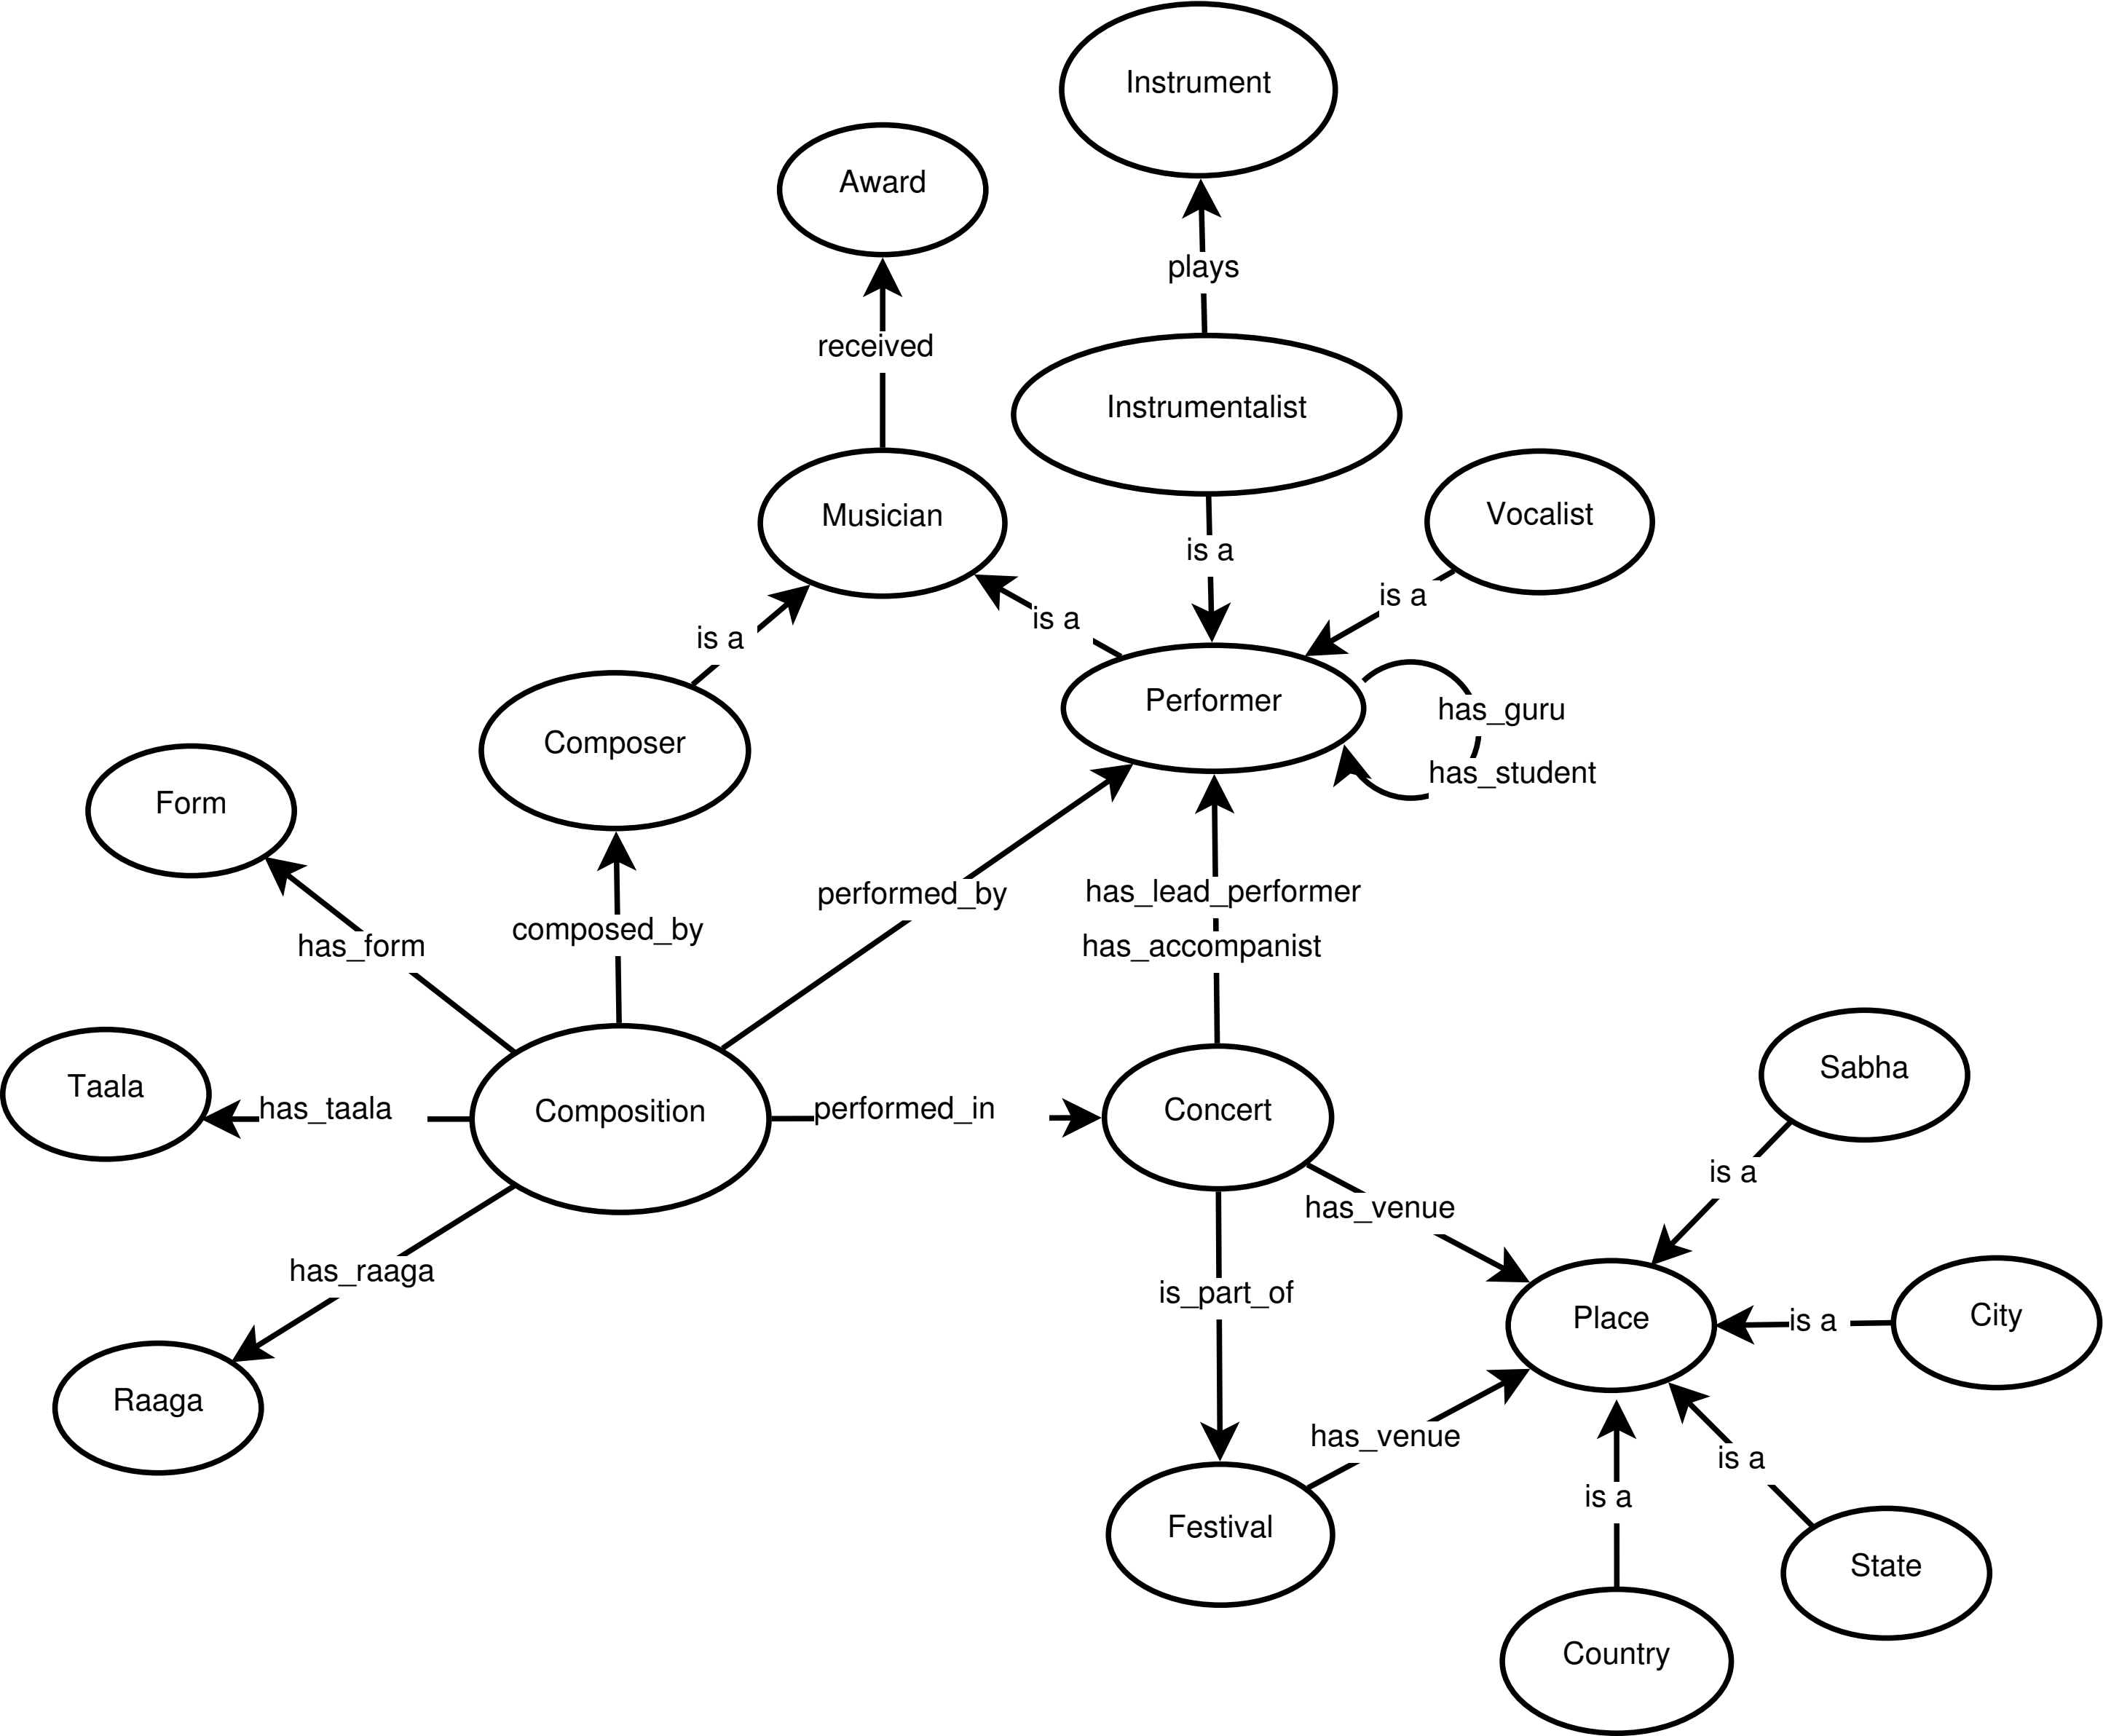 Instrument
Award
plays
received
Instrumentalist
Musician
Vocalist
is a
is a
is a
is a
Performer
has_guru
Composer
has_student
Form
performed_by
has_lead_performer
composed_by
has_form
has_accompanist
Sabha
Taala
has_taala
Composition
performed_in
Concert
is a
has_venue
has_raaga
is_part_of
Place
is a
City
Raaga
has_venue
is a
is a
Festival
State
Country